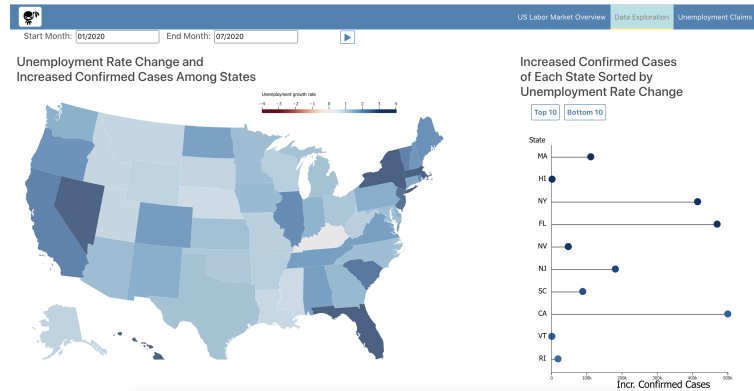 US Labor Market Overview Data Exploration Unemployment Claims
Start Month: 01/2020 End Month: 07/2020
Unemployment Rate Change and
Increased Confirmed Cases Among States
Unemployment growth rate
−4 −3 −2 −1 0 1 2 3 4
Increased Confirmed Cases
of Each State Sorted by
Unemployment Rate Change
Top 10 Bottom 10
State
MA
HI
NY
FL
NV
NJ
SC
CA
VT
RI
0 100k 200k 300k 400k 500k
Incr. Confirmed Cases